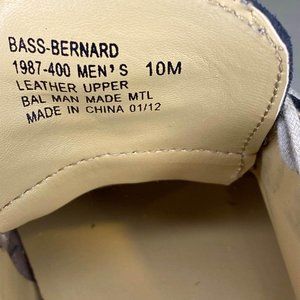 BASS-BERNARD
1987-400 MEN'S 10M
LEATHER UPPER
BAL MAN MADE MTL
MADE IN CHINA 01/12